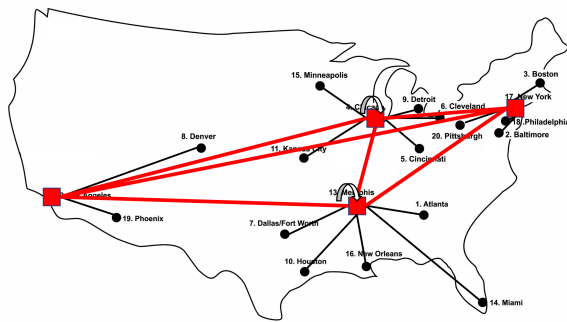 3. Boston
15. Minneapolis
17. New York
9. Detroit
6. Cleveland
18. Philadelphia
20. Pittsburgh
2. Baltimore
8. Denver
11. Kansas City
5. Cincinnati
13. Memphis
19. Phoenix
1. Atlanta
7. Dallas/Fort Worth
16. New Orleans
10. Houston
14. Miami